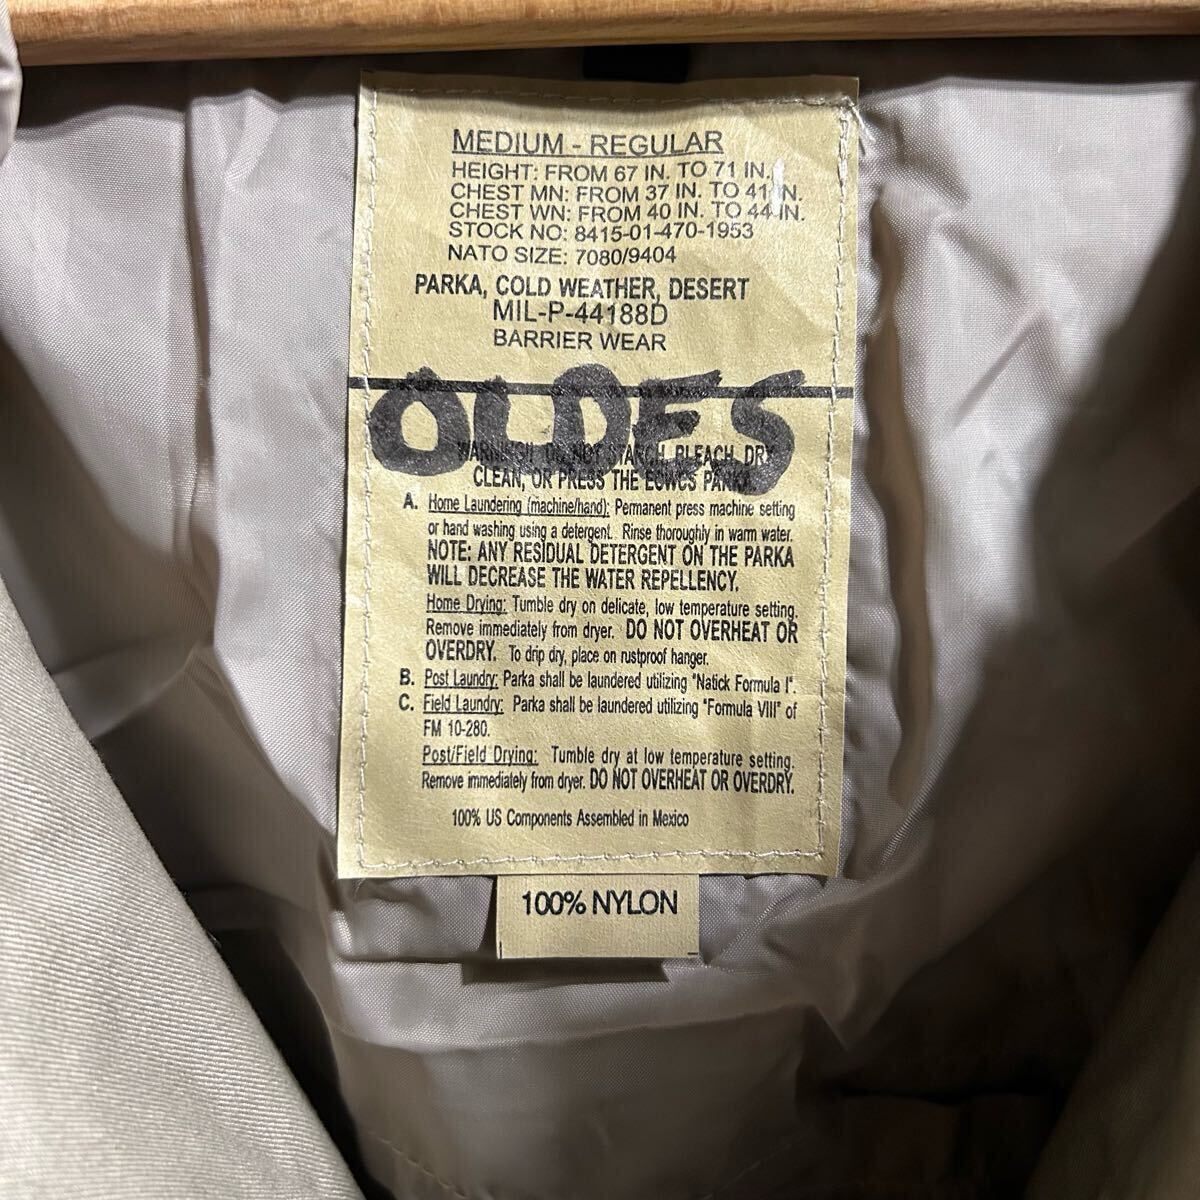 MEDIUM - REGULAR
HEIGHT: FROM 67 IN. TO 71 IN.
CHEST MN: FROM 37 IN. TO 41 IN.
CHEST WN: FROM 40 IN. TO 44 IN.
STOCK NO: 8415-01-470-1953
NATO SIZE: 7080/9404
PARKA, COLD WEATHER, DESERT
MIL-P-44188D
BARRIER WEAR
OLDES
WARNING!! DO NOT STARCH, BLEACH, DRY
CLEAN, OR PRESS THE ECWCS PARKA.
A. Home Laundering (machine/hand): Permanent press machine setting
or hand washing using a detergent. Rinse thoroughly in warm water.
NOTE: ANY RESIDUAL DETERGENT ON THE PARKA
WILL DECREASE THE WATER REPELLENCY.
Home Drying: Tumble dry on delicate, low temperature setting.
Remove immediately from dryer. DO NOT OVERHEAT OR
OVERDRY. To drip dry, place on rustproof hanger.
B. Post Laundry: Parka shall be laundered utilizing "Natick Formula I".
C. Field Laundry: Parka shall be laundered utilizing "Formula VIII" of
FM 10-280.
Post/Field Drying: Tumble dry at low temperature setting.
Remove immediately from dryer. DO NOT OVERHEAT OR OVERDRY.
100% US Components Assembled in Mexico
100% NYLON